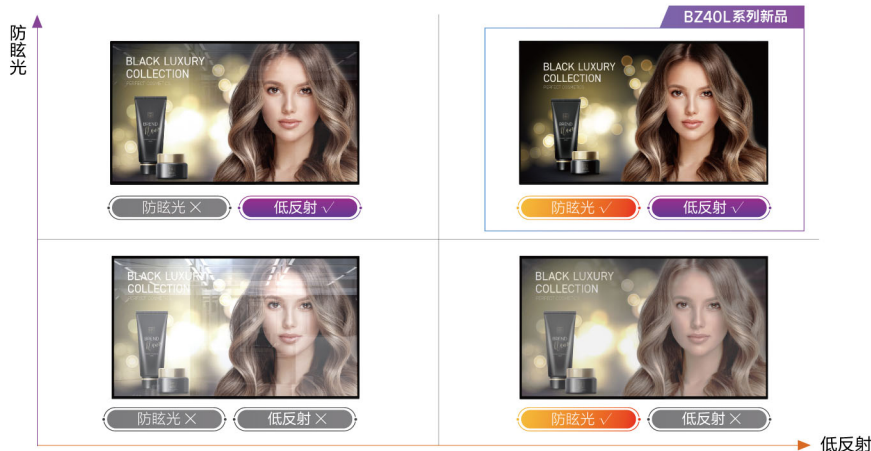 防眩光
BZ40L系列新品
BLACK LUXURY
COLLECTION
防眩光 ×
低反射 √
BLACK LUXURY
COLLECTION
PERFECT COSMETICS
防眩光 √
低反射 √
BLACK LUXURY
COLLECTION
防眩光 ×
低反射 ×
BLACK LUXURY
COLLECTION
防眩光 √
低反射 ×
低反射